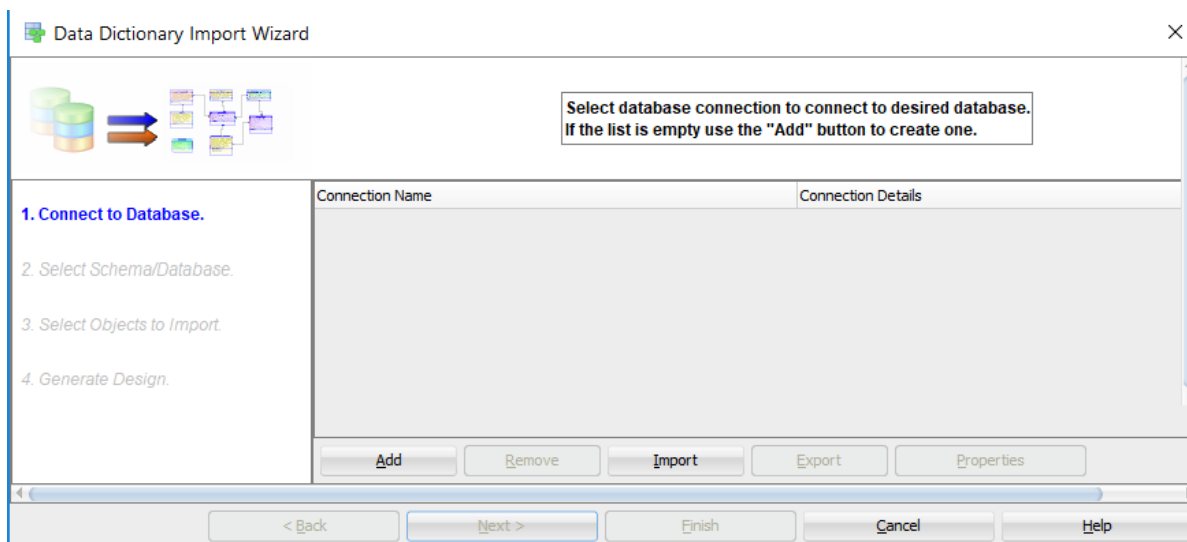 Data Dictionary Import Wizard
Select database connection to connect to desired database.
If the list is empty use the "Add" button to create one.
Connection Name
Connection Details
1. Connect to Database.
2. Select Schema/Database.
3. Select Objects to Import.
4. Generate Design.
Add
Remove
Import
Export
Properties
< Back
Next >
Finish
Cancel
Help